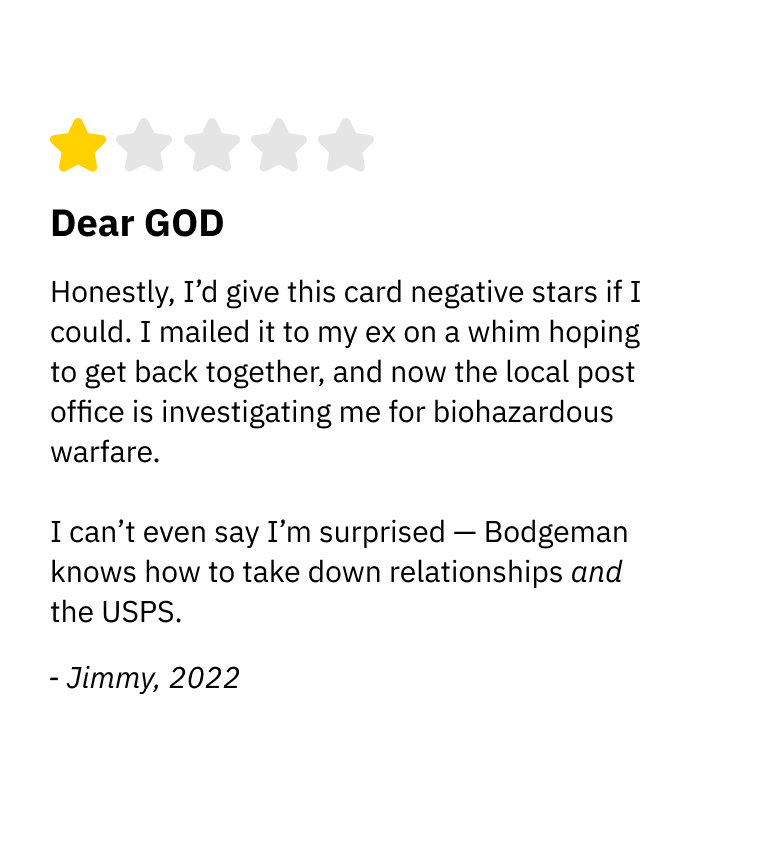 Dear GOD
Honestly, I’d give this card negative stars if I
could. I mailed it to my ex on a whim hoping
to get back together, and now the local post
office is investigating me for biohazardous
warfare.
I can’t even say I’m surprised — Bodgeman
knows how to take down relationships and
the USPS.
- Jimmy, 2022